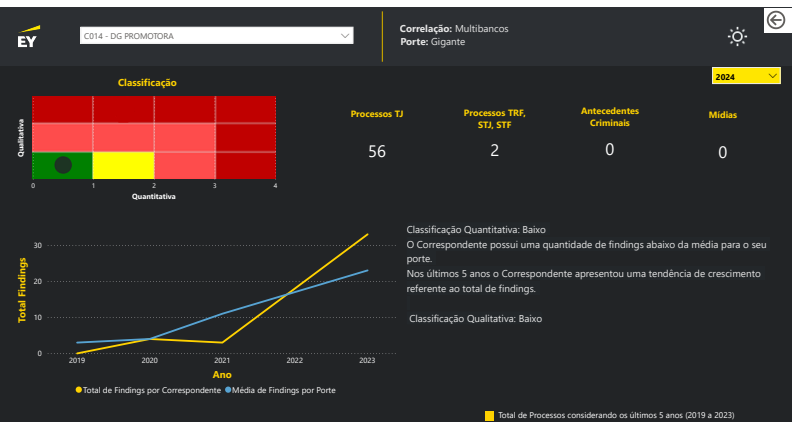 EY
C014 - DG PROMOTORA
Correlação: Multibancos
Porte: Gigante
2024
Classificação
Qualitativa
0 1 2 3 4
Quantitativa
Processos TJ
56
Processos TRF,
STJ, STF
2
Antecedentes
Criminais
0
Mídias
0
Total Findings
30
20
10
0
2019 2020 2021 2022 2023
Ano
Total de Findings por Correspondente Média de Findings por Porte
Classificação Quantitativa: Baixo
O Correspondente possui uma quantidade de findings abaixo da média para o seu
porte.
Nos últimos 5 anos o Correspondente apresentou uma tendência de crescimento
referente ao total de findings.
Classificação Qualitativa: Baixo
Total de Processos considerando os últimos 5 anos (2019 a 2023)